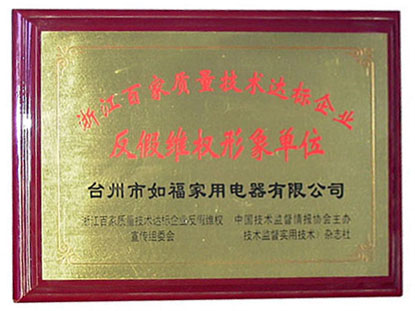 浙江百家质量技术达标企业
反假维权形象单位
台州市如福家用电器有限公司
浙江百家质量技术达标企业反假维权
宣传组委会
中国技术监督情报协会主办
技术监督实用技术》杂志社